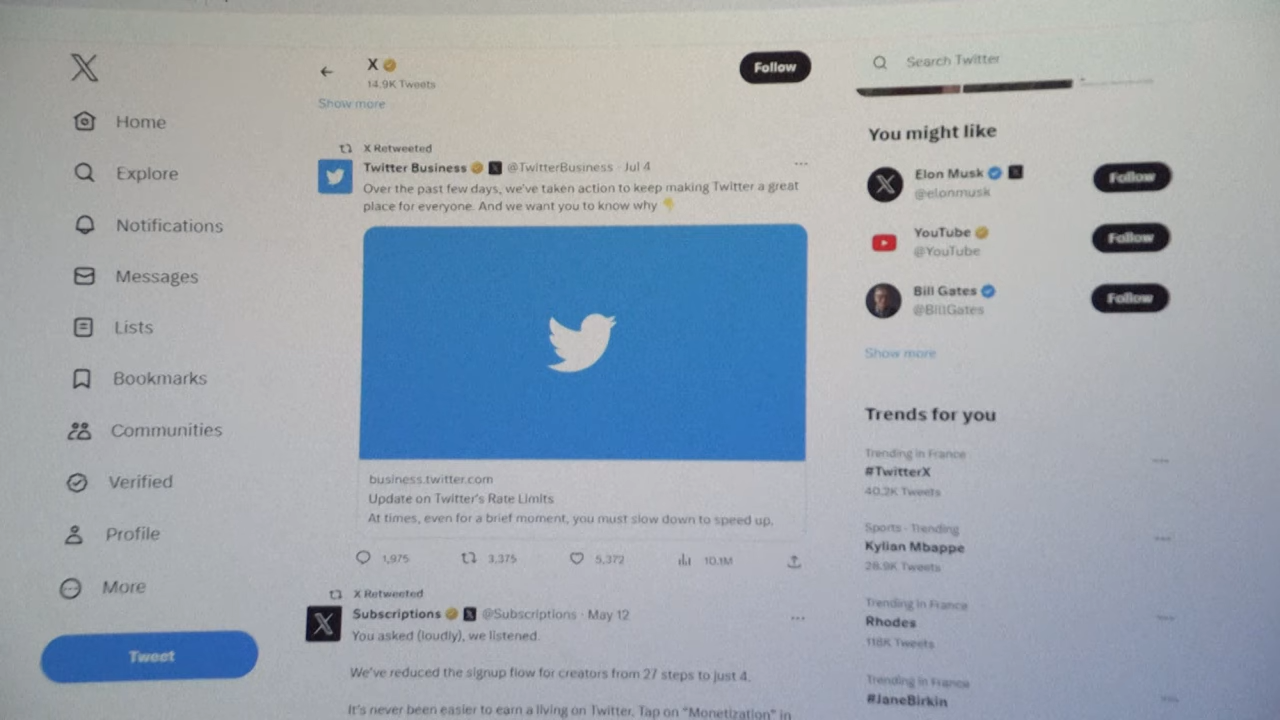 Home
Explore
Notifications
Messages
Lists
Bookmarks
Communities
Verified
Profile
More
Tweet
X
14.9K Tweets
Follow
Show more
X Retweeted
Twitter Business @TwitterBusiness · Jul 4
Over the past few days, we've taken action to keep making Twitter a great
place for everyone. And we want you to know why 👇
business.twitter.com
Update on Twitter's Rate Limits
At times, even for a brief moment, you must slow down to speed up.
1,975 3,375 5,372 10.1M
X Retweeted
Subscriptions @Subscriptions · May 12
You asked (loudly), we listened.
We've reduced the signup flow for creators from 27 steps to just 4.
It's never been easier to earn a living on Twitter. Tap on "Monetization" in
Search Twitter
You might like
Elon Musk
@elonmusk
Follow
YouTube
@YouTube
Follow
Bill Gates
@BillGates
Follow
Show more
Trends for you
Trending in France
#TwitterX
40.2K Tweets
Sports · Trending
Kylian Mbappe
28.9K Tweets
Trending in France
Rhodes
118K Tweets
Trending in France
#JaneBirkin